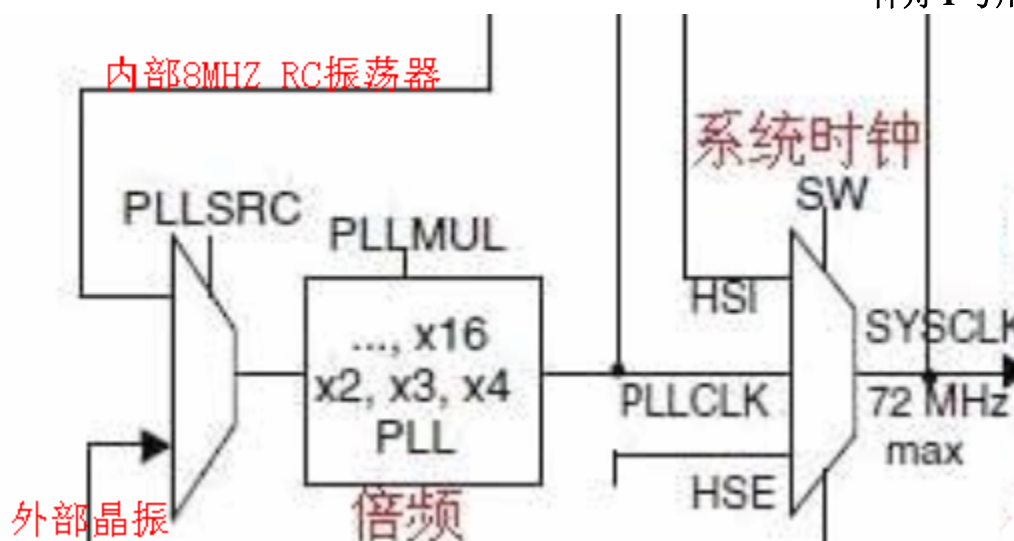 内部8MHZ RC振荡器
系统时钟
PLLSRC
SW
PLLMUL
HSI
..., x16
SYSCLK
x2, x3, x4
PLLCLK
72 MHz
PLL
max
HSE
外部晶振
倍频